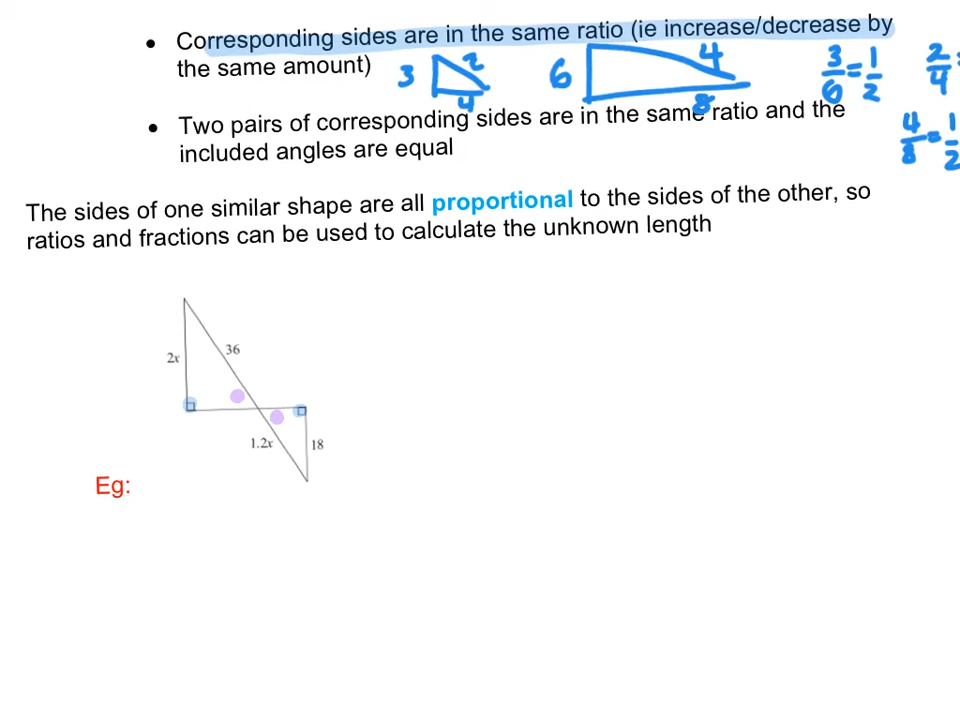 • Corresponding sides are in the same ratio (ie increase/decrease by
the same amount)
3 2 4
6 4 8
3/6 = 1/2
2/4 =
4/8 = 1/2
• Two pairs of corresponding sides are in the same ratio and the
included angles are equal
The sides of one similar shape are all proportional to the sides of the other, so
ratios and fractions can be used to calculate the unknown length
36
2x
1.2x
18
Eg: